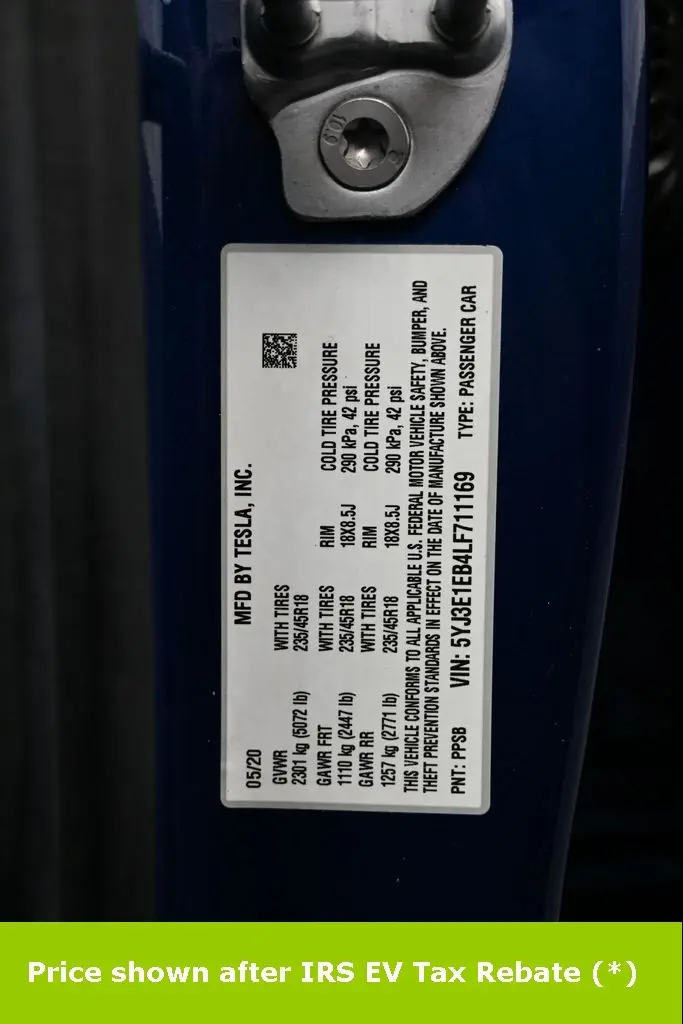 10.9
MFD BY TESLA, INC.
05/20
GVWR WITH TIRES
2301 kg (5072 lb) 235/45R18
GAWR FRT WITH TIRES RIM COLD TIRE PRESSURE
1110 kg (2447 lb) 235/45R18 18X8.5J 290 kPa, 42 psi
GAWR RR WITH TIRES RIM COLD TIRE PRESSURE
1257 kg (2771 lb) 235/45R18 18X8.5J 290 kPa, 42 psi
THIS VEHICLE CONFORMS TO ALL APPLICABLE U.S. FEDERAL MOTOR VEHICLE SAFETY, BUMPER, AND
THEFT PREVENTION STANDARDS IN EFFECT ON THE DATE OF MANUFACTURE SHOWN ABOVE.
PNT: PPSB VIN: 5YJ3E1EB4LF711169 TYPE: PASSENGER CAR
Price shown after IRS EV Tax Rebate (*)